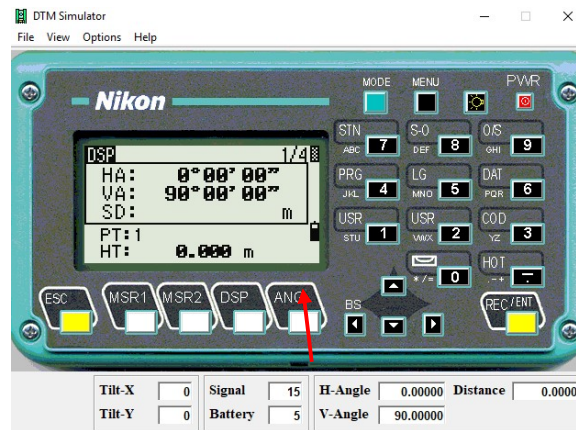 DTM Simulator
File View Options Help
Nikon
MODE MENU PWR
DSP 1/4
HA: 0°00'00"
VA: 90°00'00"
SD: m
PT:1
HT: 0.000 m
STN ABC 7
S-O DEF 8
O/S GHI 9
PRG JKL 4
LG MNO 5
DAT PQR 6
USR STU 1
USR VWX 2
COD YZ 3
*/= 0
HOT .-+
ESC MSR1 MSR2 DSP ANG
BS
REC/ENT
Tilt-X 0 Signal 15 H-Angle 0.00000 Distance 0.0000
Tilt-Y 0 Battery 5 V-Angle 90.00000